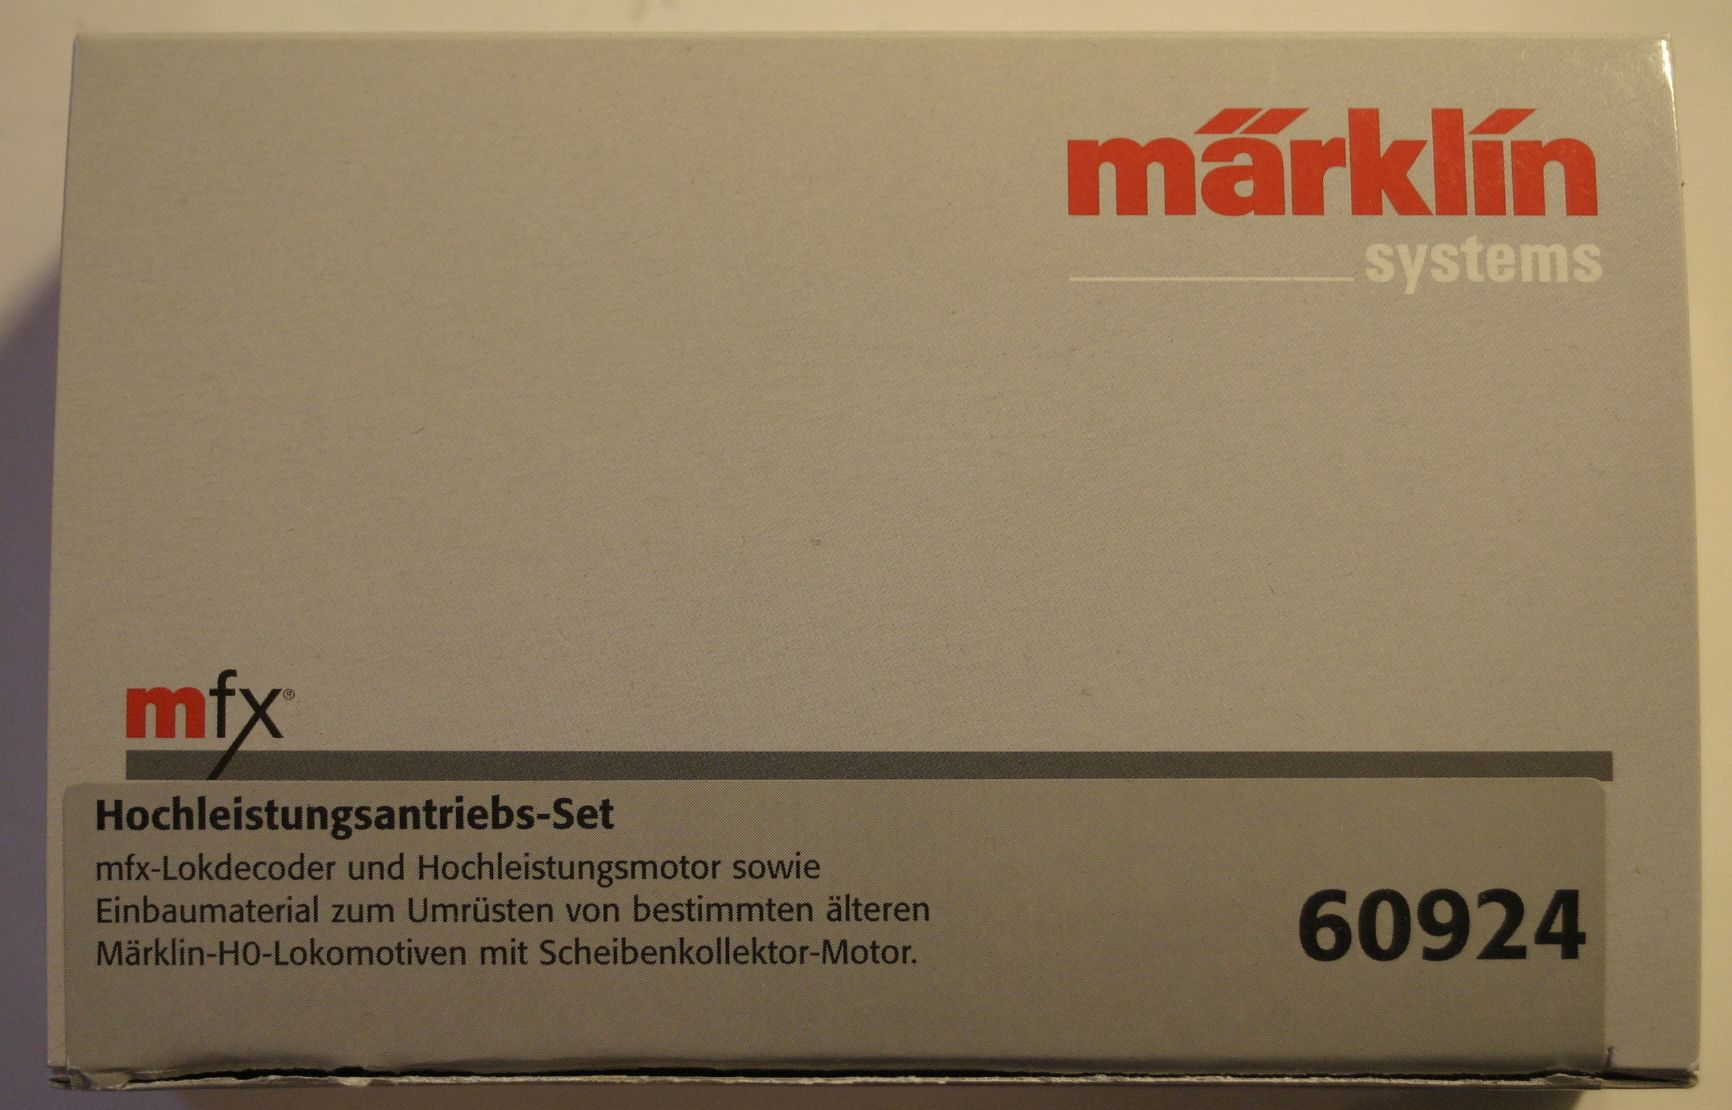 märklín
systems
mfx®
Hochleistungsantriebs-Set
mfx-Lokdecoder und Hochleistungsmotor sowie
Einbaumaterial zum Umrüsten von bestimmten älteren
Märklin-H0-Lokomotiven mit Scheibenkollektor-Motor.
60924